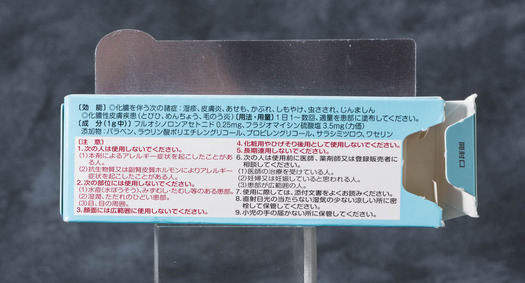 〔効 能〕◎化膿を伴う次の諸症:湿疹、皮膚炎、あせも、かぶれ、しもやけ、虫さされ、じんましん
◎化膿性皮膚疾患(とびひ、めんちょう、毛のう炎)〔用法・用量〕1日1〜数回、適量を患部に塗布してください。
〔成 分(1g中)〕フルオシノロンアセトニド0.25mg、フラジオマイシン硫酸塩3.5mg(力価)
添加物:パラベン、ラウリン酸ポリエチレングリコール、プロピレングリコール、サラシミツロウ、ワセリン
〈注 意〉
1.次の人は使用しないでください。
(1)本剤によるアレルギー症状を起こしたことがある人。
(2)抗生物質又は副腎皮質ホルモンによりアレルギー症状を起こしたことがある人。
2.次の部位には使用しないでください。
(1)水痘(水ぼうそう)、みずむし・たむし等のある患部。
(2)湿潤、ただれのひどい患部。
(3)目、目の周囲。
3.顔面には広範囲に使用しないでください。
4.化粧用やひげそり後用として使用しないでください。
5.長期連用しないでください。
6.次の人は使用前に医師、薬剤師又は登録販売者に
相談してください。
(1)医師の治療を受けている人。
(2)妊婦又は妊娠していると思われる人。
(3)患部が広範囲の人。
7.使用に際しては、添付文書をよくお読みください。
8.直射日光の当たらない湿気の少ない涼しい所に密
栓して保管してください。
9.小児の手の届かない所に保管してください。
開封口